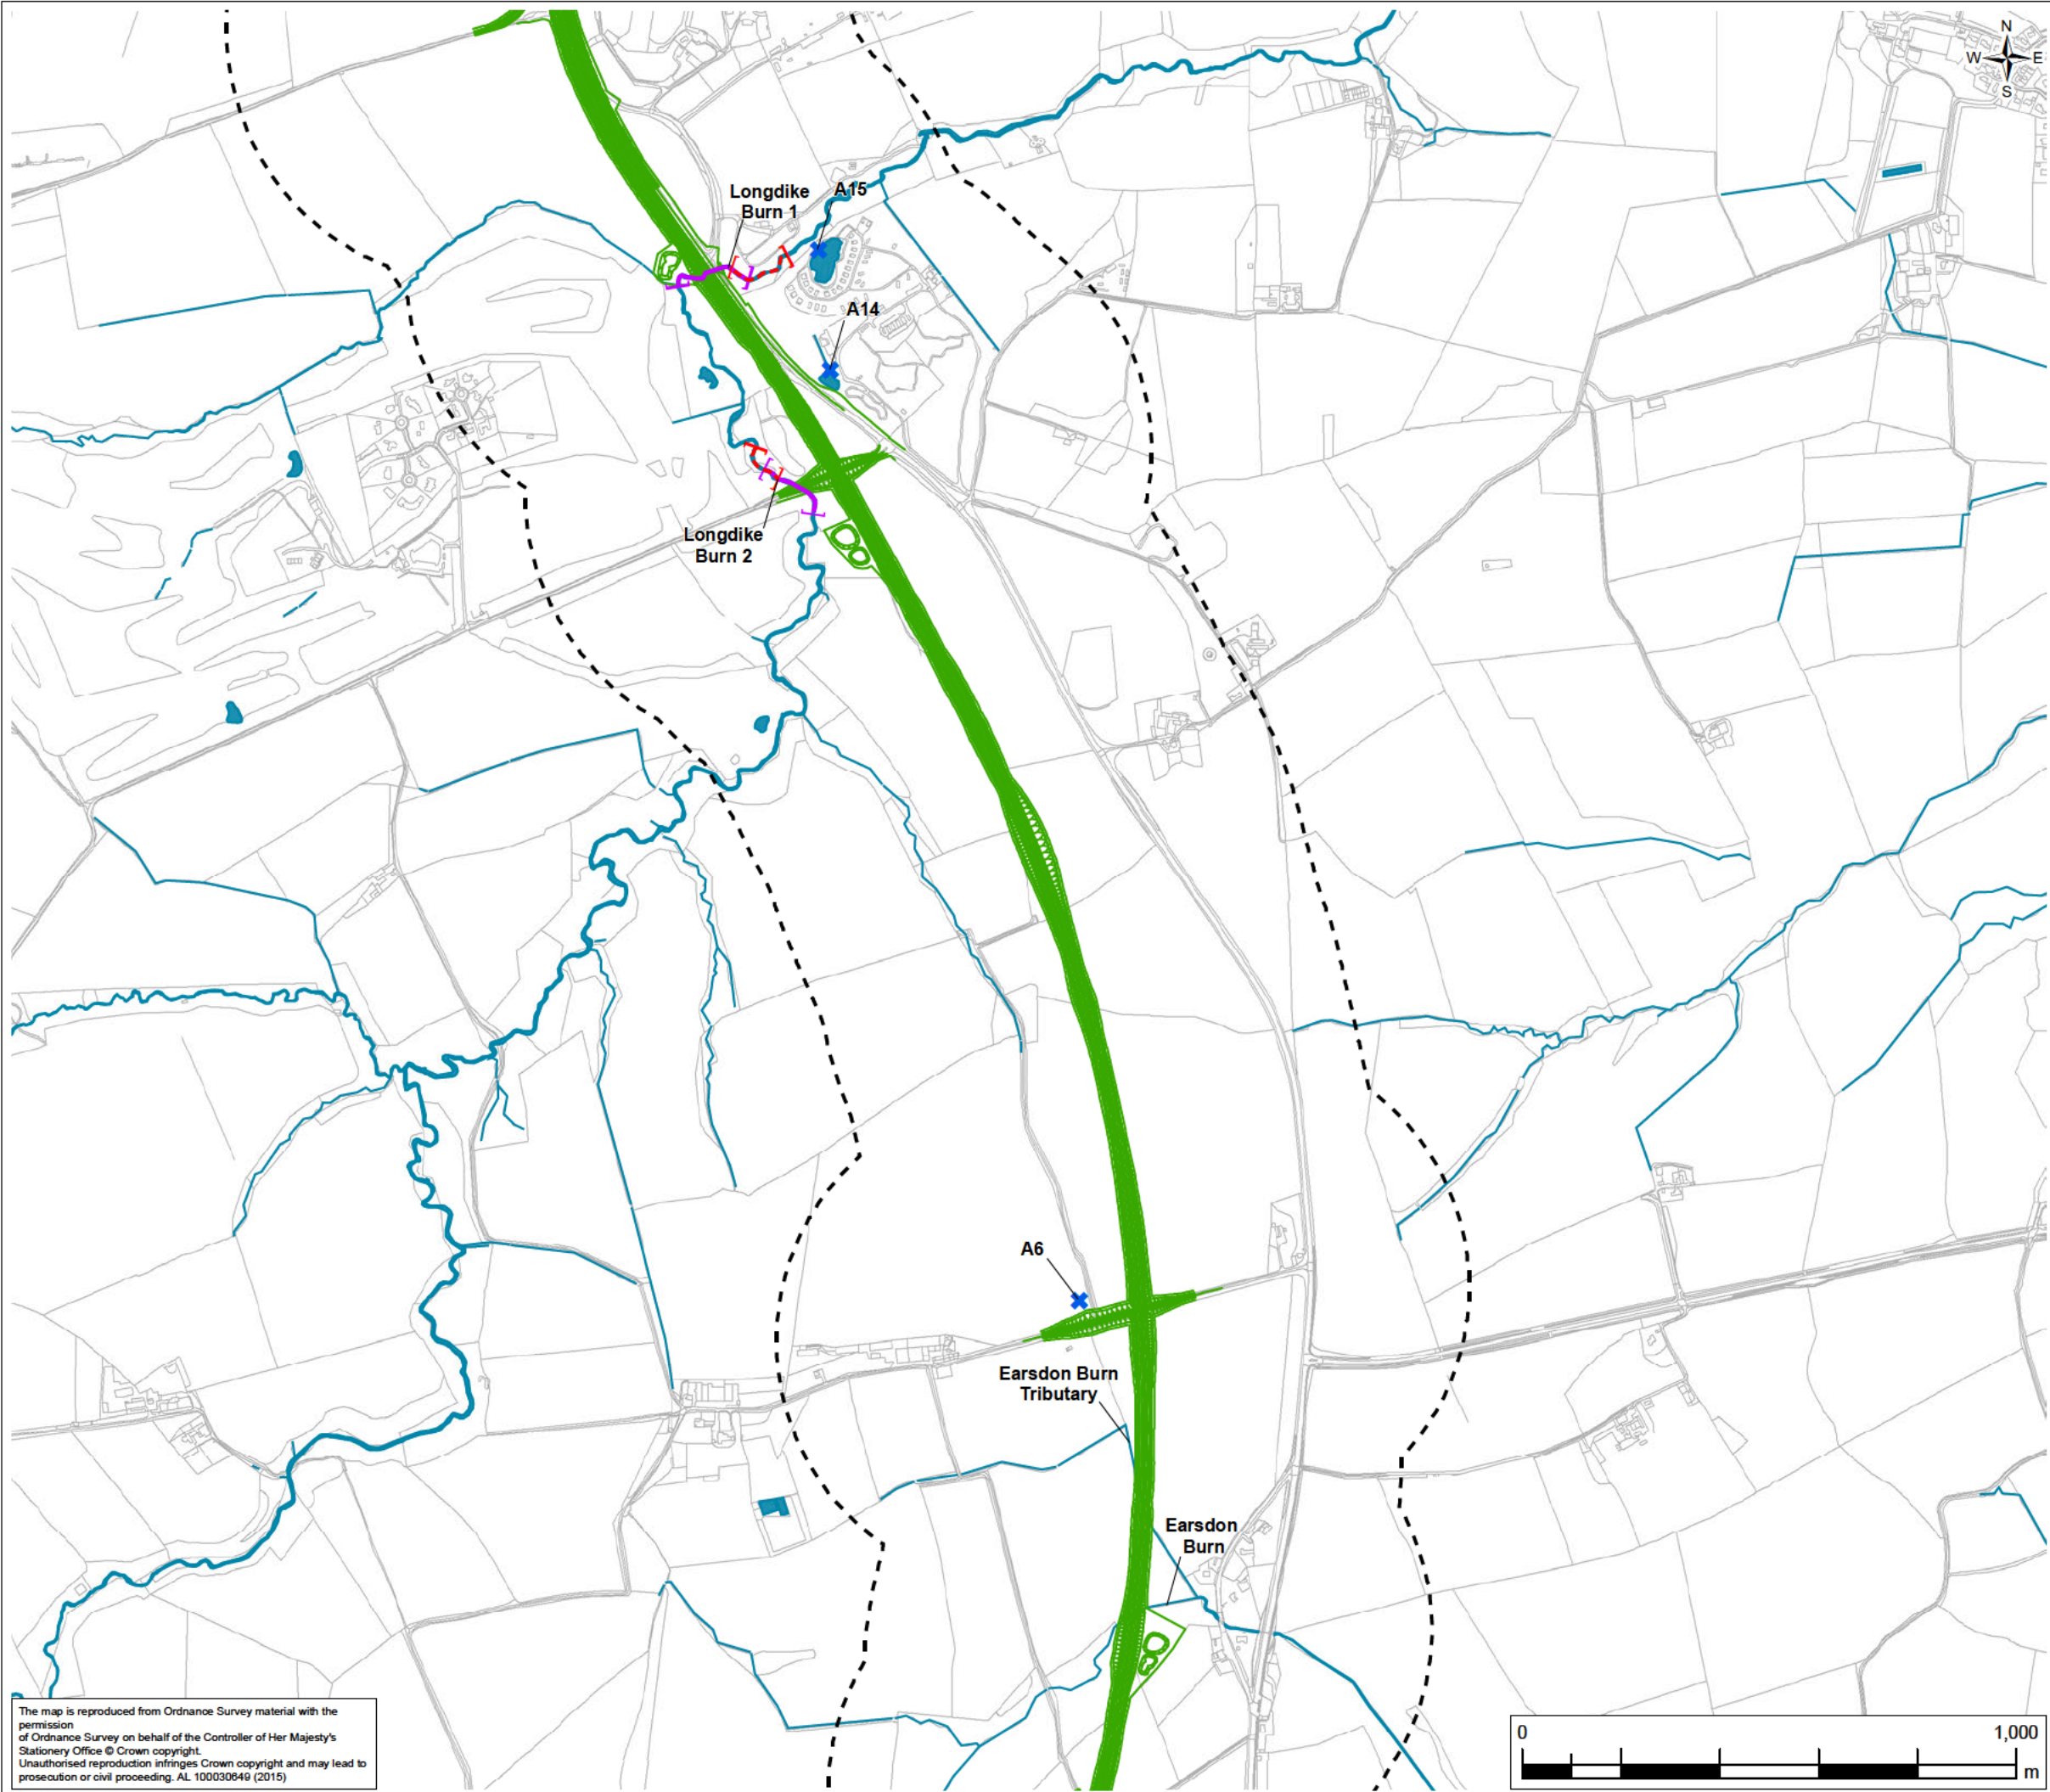 N
W E
S
Longdike
Burn 1
A15
A14
Longdike
Burn 2
A6
Earsdon Burn
Tributary
Earsdon
Burn
The map is reproduced from Ordnance Survey material with the
permission
of Ordnance Survey on behalf of the Controller of Her Majesty's
Stationery Office © Crown copyright.
Unauthorised reproduction infringes Crown copyright and may lead to
prosecution or civil proceeding. AL 100030649 (2015)
0 1,000
m